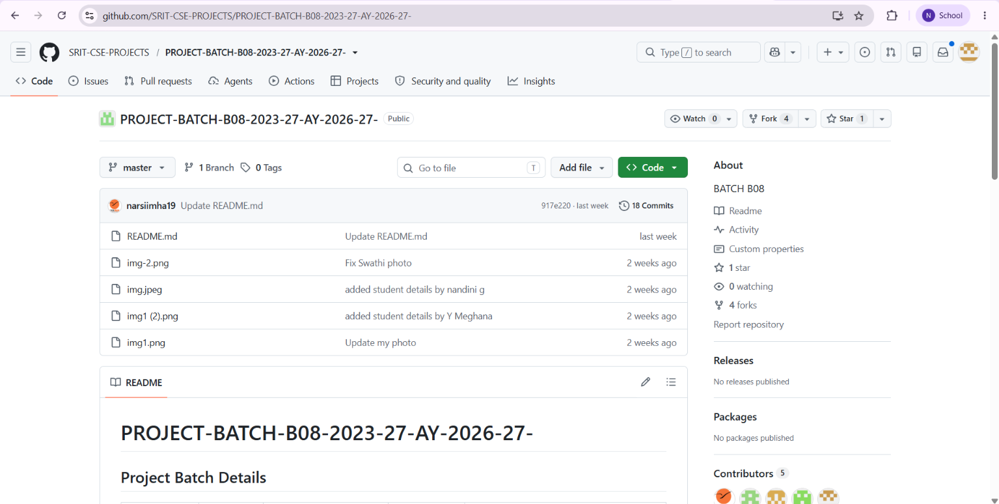 github.com/SRIT-CSE-PROJECTS/PROJECT-BATCH-B08-2023-27-AY-2026-27-
N School
SRIT-CSE-PROJECTS / PROJECT-BATCH-B08-2023-27-AY-2026-27-
Type / to search
Code Issues Pull requests Agents Actions Projects Security and quality Insights
PROJECT-BATCH-B08-2023-27-AY-2026-27- Public
Watch 0 Fork 4 Star 1
master 1 Branch 0 Tags Go to file T Add file Code
narsiimha19 Update README.md 917e220 · last week 18 Commits
README.md Update README.md last week
img-2.png Fix Swathi photo 2 weeks ago
img.jpeg added student details by nandini g 2 weeks ago
img1 (2).png added student details by Y Meghana 2 weeks ago
img1.png Update my photo 2 weeks ago
README
PROJECT-BATCH-B08-2023-27-AY-2026-27-
Project Batch Details
About
BATCH B08
Readme
Activity
Custom properties
1 star
0 watching
4 forks
Report repository
Releases
No releases published
Packages
No packages published
Contributors 5